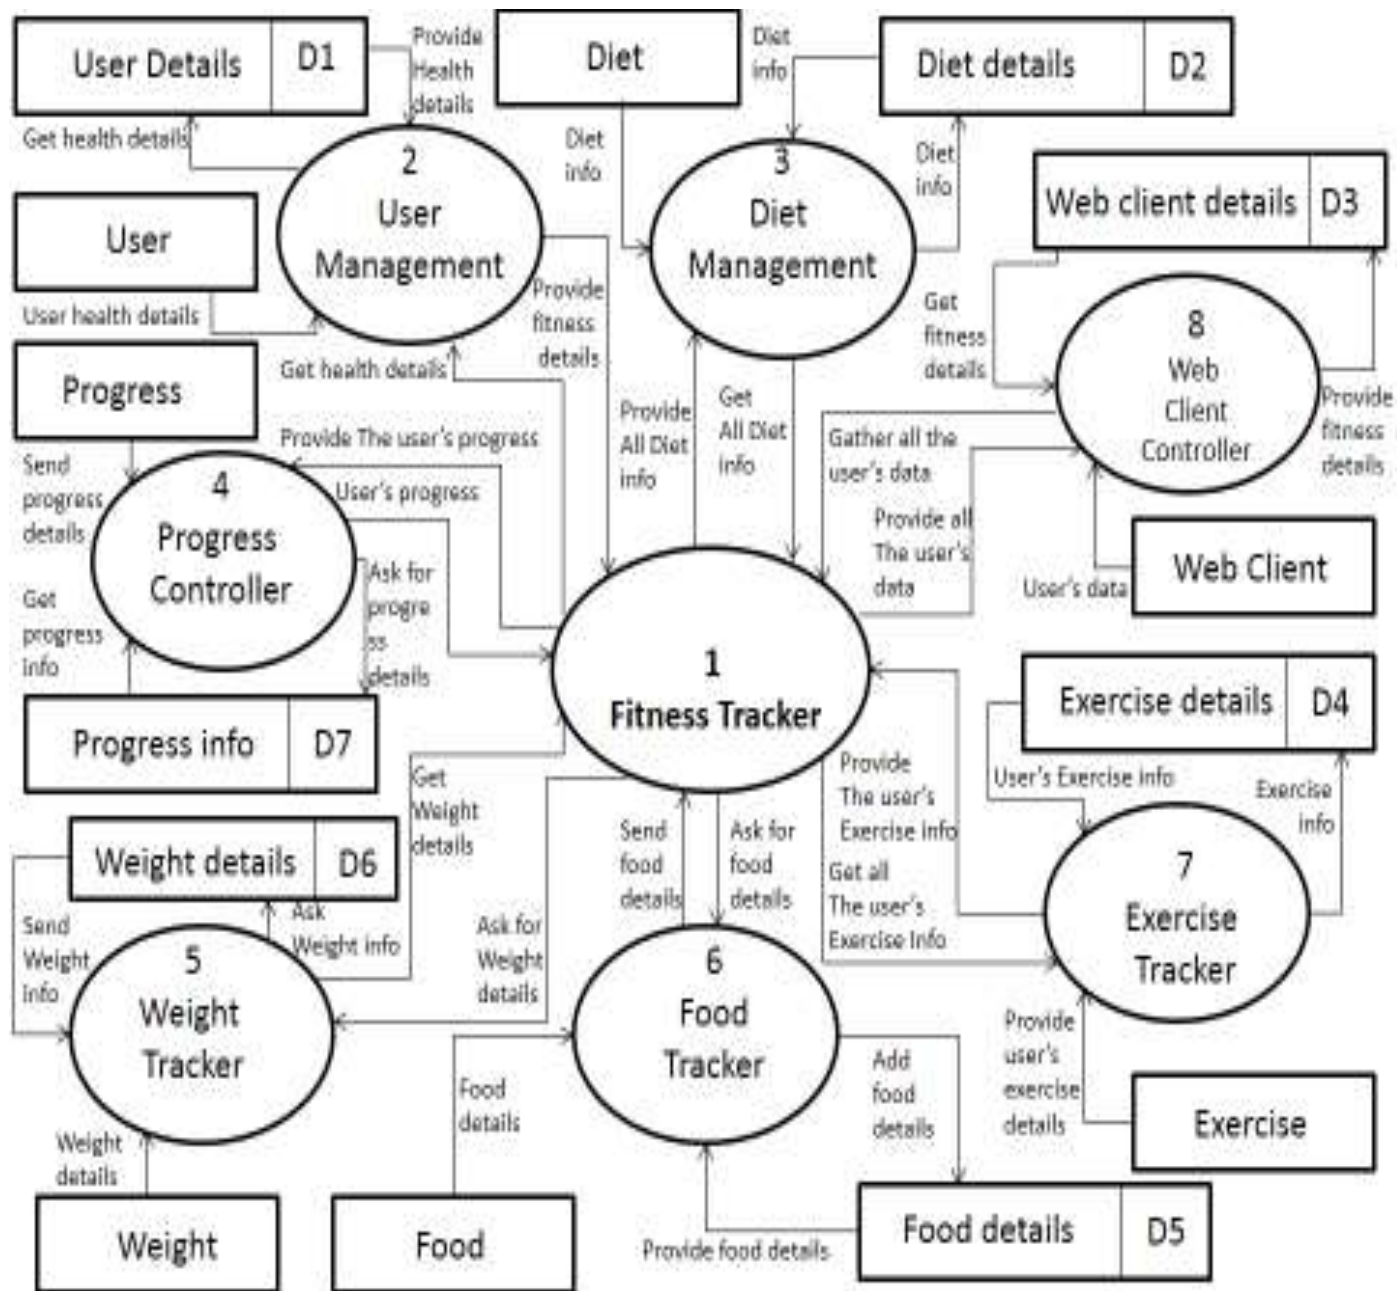 User Details
D1
Provide
Health
details
Diet
Diet
info
Diet details
D2
Get health details
Diet
info
Diet
info
2
User
Management
3
Diet
Management
Web client details
D3
User
User health details
Provide
fitness
details
Get
fitness
details
8
Web
Client
Controller
Provide
fitness
details
Get health details
Progress
Provide
All Diet
info
Get
All Diet
Info
Gather all the
user's data
Provide The user's progress
Send
progress
details
User's progress
4
Progress
Controller
Provide all
The user's
data
Web Client
User's data
Get
progress
info
Ask for
progre
ss
details
1
Fitness Tracker
Exercise details
D4
Progress info
D7
Get
Weight
details
Provide
The user's
Exercise info
User's Exercise info
Exercise
info
Send
food
details
Ask for
food
details
Weight details
D6
Get all
The user's
Exercise Info
7
Exercise
Tracker
Send
Weight
info
Ask
Weight info
Ask for
Weight
details
5
Weight
Tracker
6
Food
Tracker
Provide
user's
exercise
details
Food
details
Add
food
details
Exercise
Weight
details
Weight
Food
Provide food details
Food details
D5